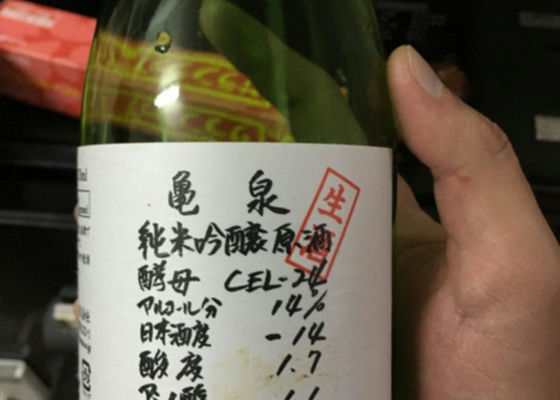 亀泉
生酒
純米吟醸原酒
酵母 CEL-24
アルコール分 14%
日本酒度 -14
酸度 1.7